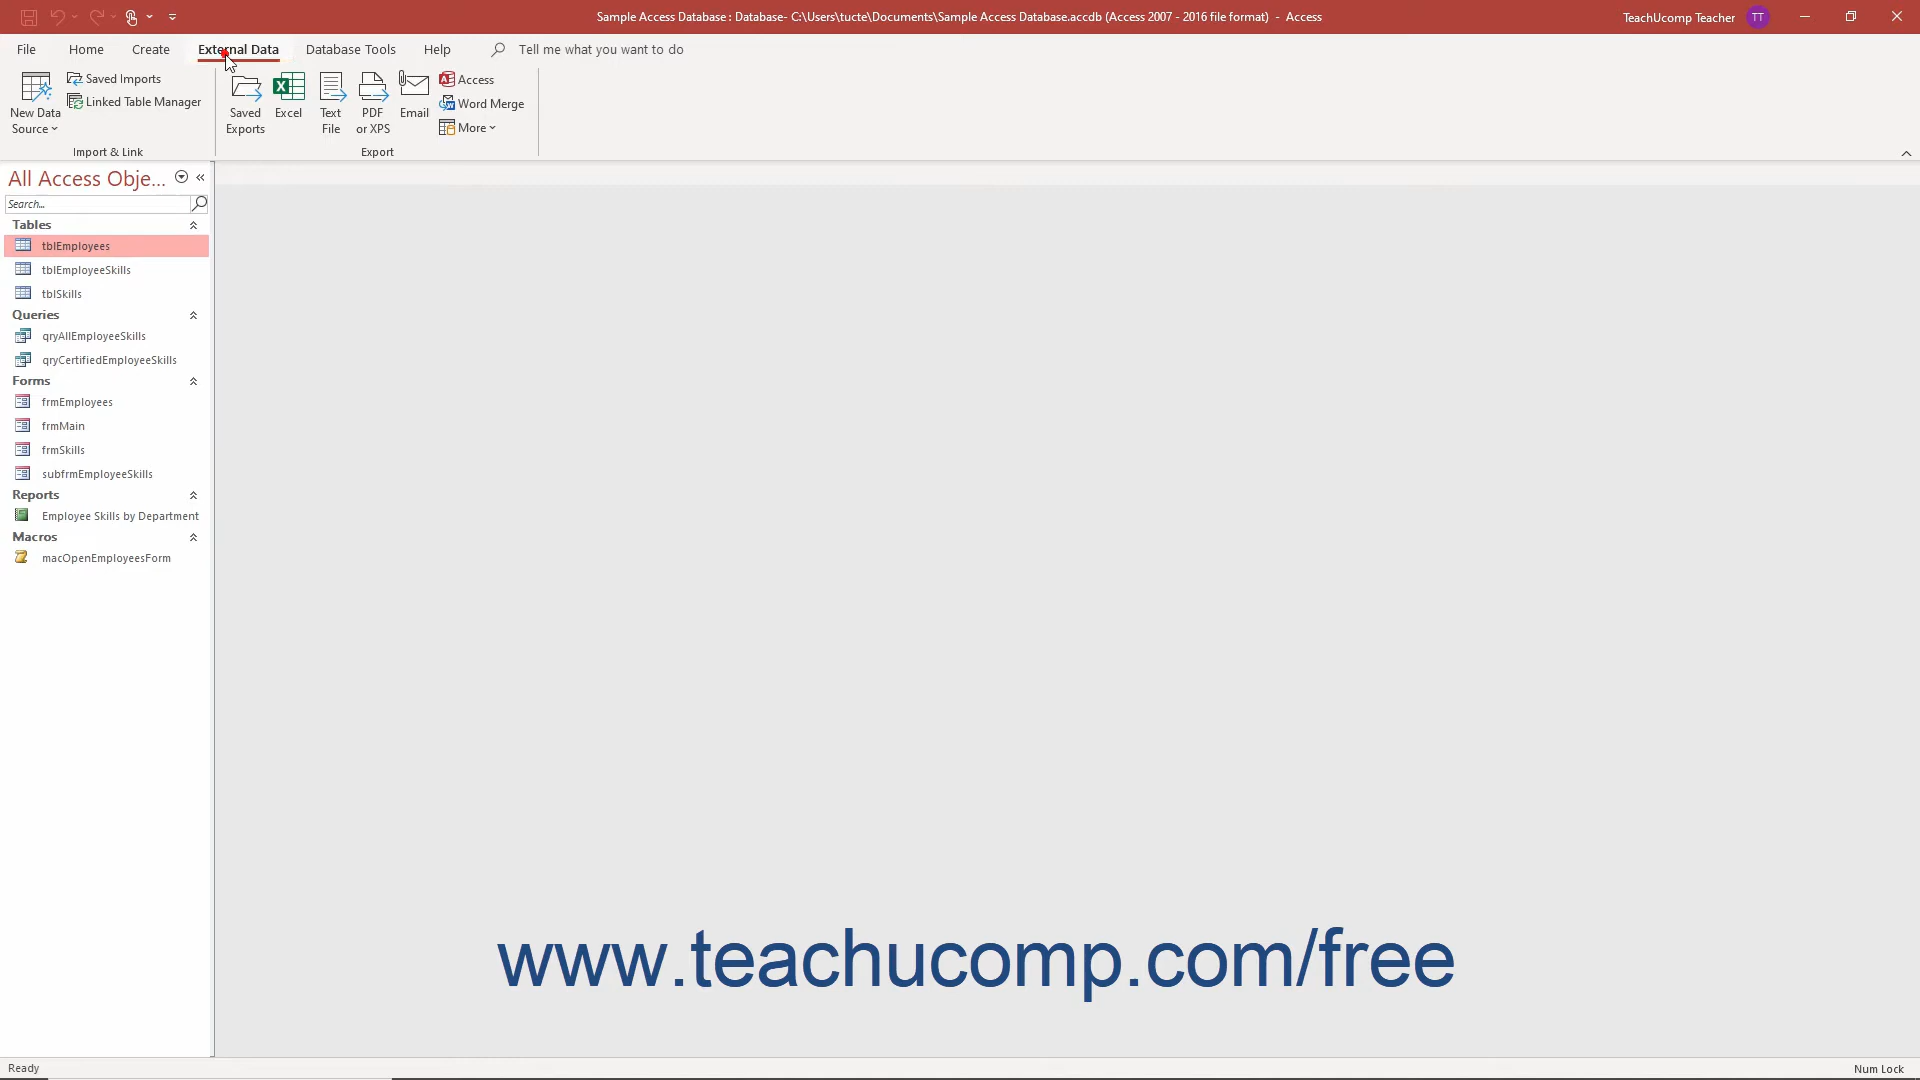 Sample Access Database : Database- C:\Users\tucte\Documents\Sample Access Database.accdb (Access 2007 - 2016 file format) - Access
TeachUcomp Teacher TT
File Home Create External Data Database Tools Help Tell me what you want to do
New Data Source
Saved Imports
Linked Table Manager
Import & Link
Saved Exports
Excel
Text File
PDF or XPS
Email
Access
Word Merge
More
Export
All Access Obje...
Search...
Tables
tblEmployees
tblEmployeeSkills
tblSkills
Queries
qryAllEmployeeSkills
qryCertifiedEmployeeSkills
Forms
frmEmployees
frmMain
frmSkills
subfrmEmployeeSkills
Reports
Employee Skills by Department
Macros
macOpenEmployeesForm
www.teachucomp.com/free
Ready
Num Lock